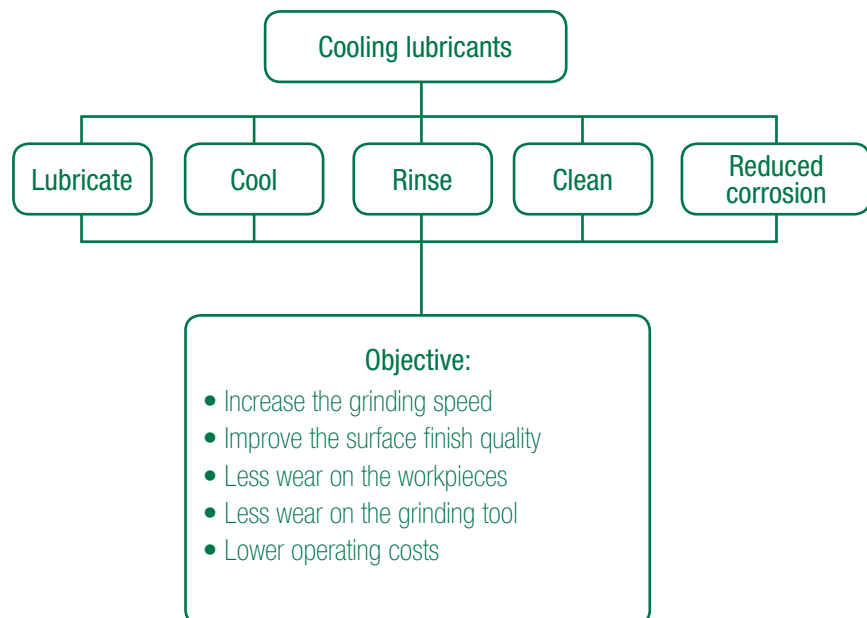 Cooling lubricants
Lubricate
Cool
Rinse
Clean
Reduced
corrosion
Objective:
• Increase the grinding speed
• Improve the surface finish quality
• Less wear on the workpieces
• Less wear on the grinding tool
• Lower operating costs